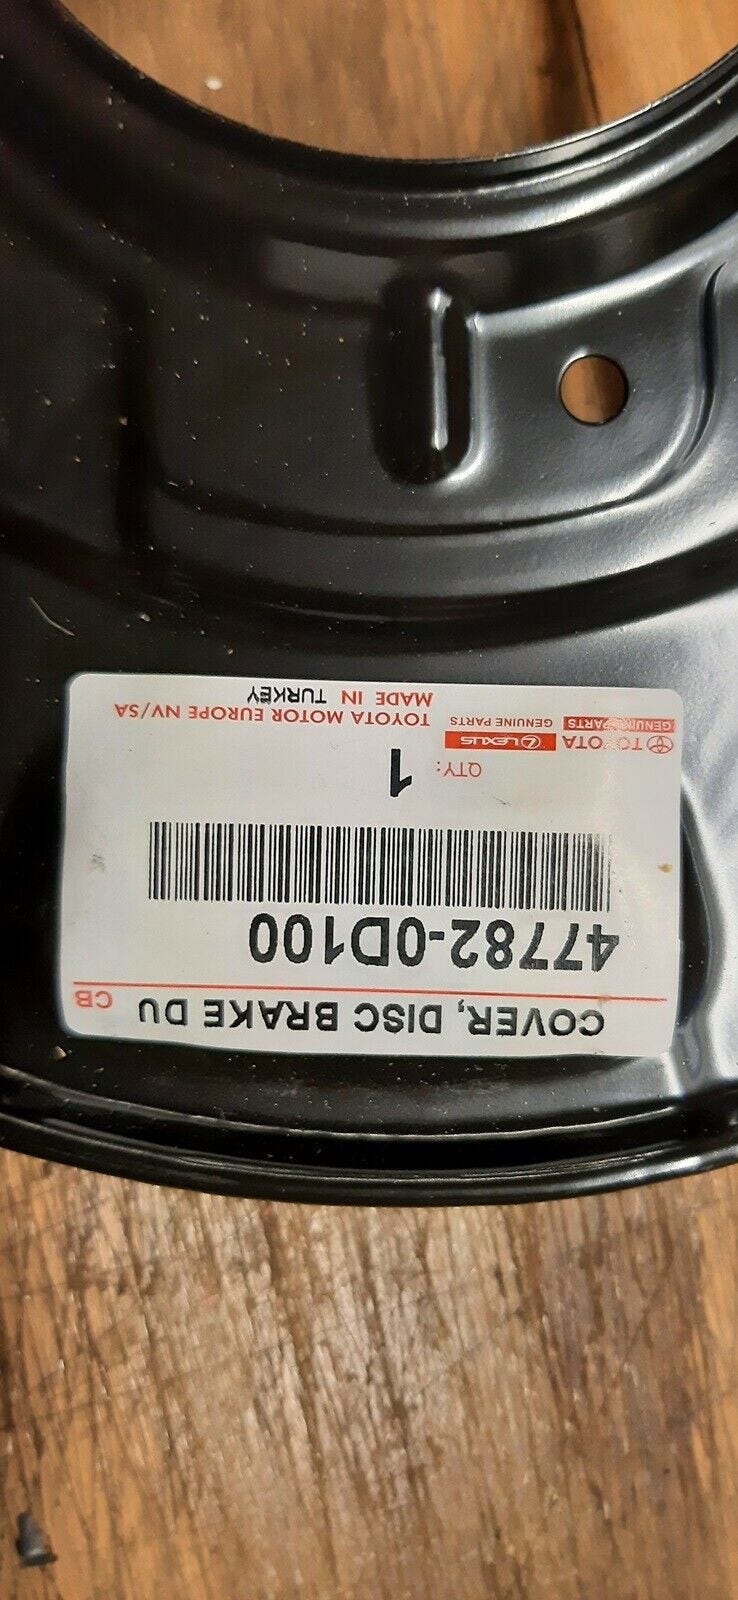 COVER, DISC BRAKE DU CB
47782-0D100
QTY: 1
TOYOTA GENUINE PARTS LEXUS GENUINE PARTS
TOYOTA MOTOR EUROPE NV/SA
MADE IN TURKEY